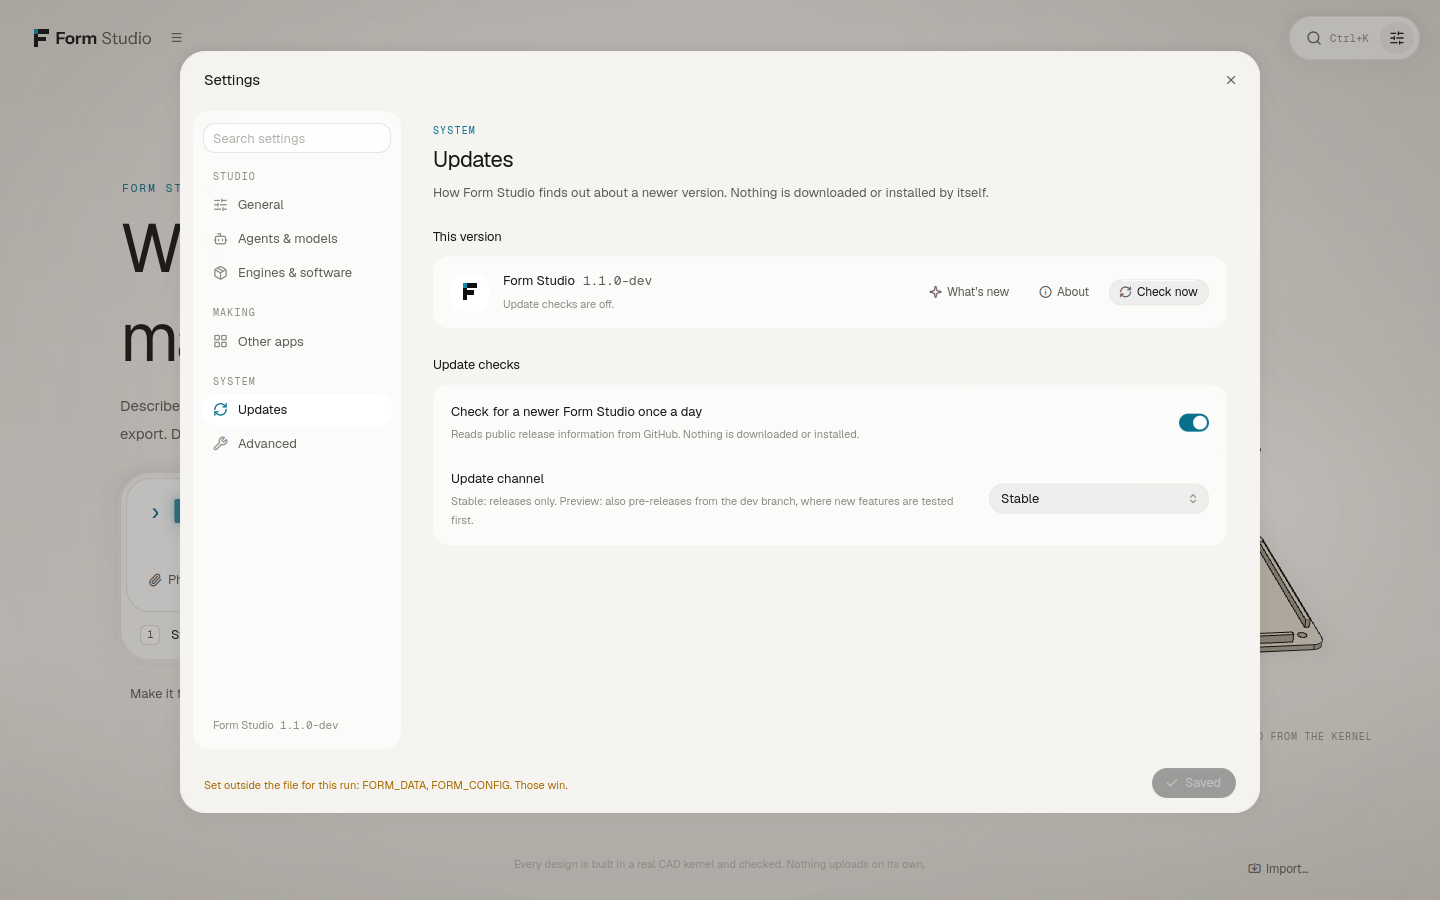 Form Studio
Ctrl+K
Settings
Search settings
STUDIO
General
Agents & models
Engines & software
MAKING
Other apps
SYSTEM
Updates
Advanced
Form Studio 1.1.0-dev
SYSTEM
Updates
How Form Studio finds out about a newer version. Nothing is downloaded or installed by itself.
This version
Form Studio 1.1.0-dev
Update checks are off.
What's new
About
Check now
Update checks
Check for a newer Form Studio once a day
Reads public release information from GitHub. Nothing is downloaded or installed.
Update channel
Stable: releases only. Preview: also pre-releases from the dev branch, where new features are tested
first.
Stable
Set outside the file for this run: FORM_DATA, FORM_CONFIG. Those win.
Saved
FORM ST
W
ma
Describe
export. D
Ph
1
S
Make it f
FROM THE KERNEL
Every design is built in a real CAD kernel and checked. Nothing uploads on its own.
Import…